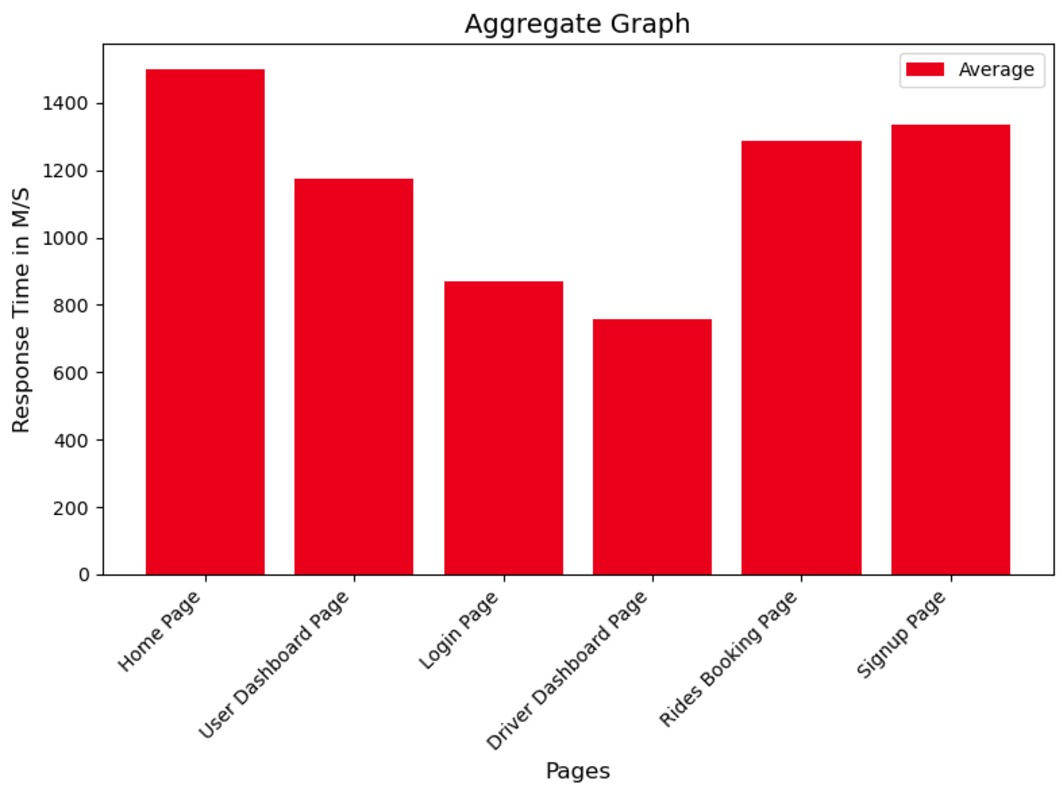 Aggregate Graph
Average
Response Time in M/S
1400
1200
1000
800
600
400
200
0
Home Page
User Dashboard Page
Login Page
Driver Dashboard Page
Rides Booking Page
Signup Page
Pages